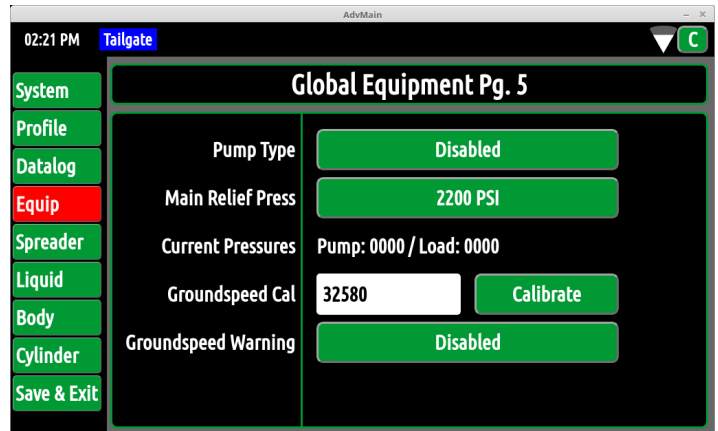 AdvMain
02:21 PM Tailgate C
Global Equipment Pg. 5
System
Profile
Datalog
Equip
Spreader
Liquid
Body
Cylinder
Save & Exit
Pump Type Disabled
Main Relief Press 2200 PSI
Current Pressures Pump: 0000 / Load: 0000
Groundspeed Cal 32580 Calibrate
Groundspeed Warning Disabled